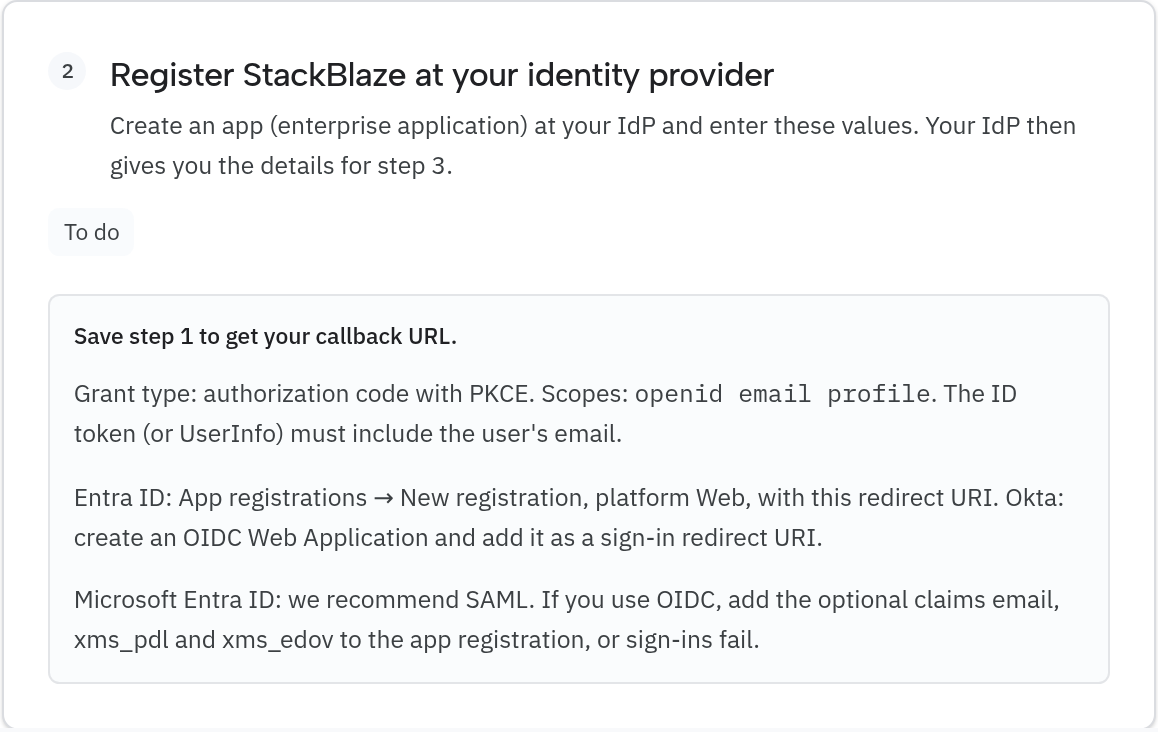 2
Register StackBlaze at your identity provider
Create an app (enterprise application) at your IdP and enter these values. Your IdP then
gives you the details for step 3.
To do
Save step 1 to get your callback URL.
Grant type: authorization code with PKCE. Scopes: openid email profile. The ID
token (or UserInfo) must include the user's email.
Entra ID: App registrations → New registration, platform Web, with this redirect URI. Okta:
create an OIDC Web Application and add it as a sign-in redirect URI.
Microsoft Entra ID: we recommend SAML. If you use OIDC, add the optional claims email,
xms_pdl and xms_edov to the app registration, or sign-ins fail.